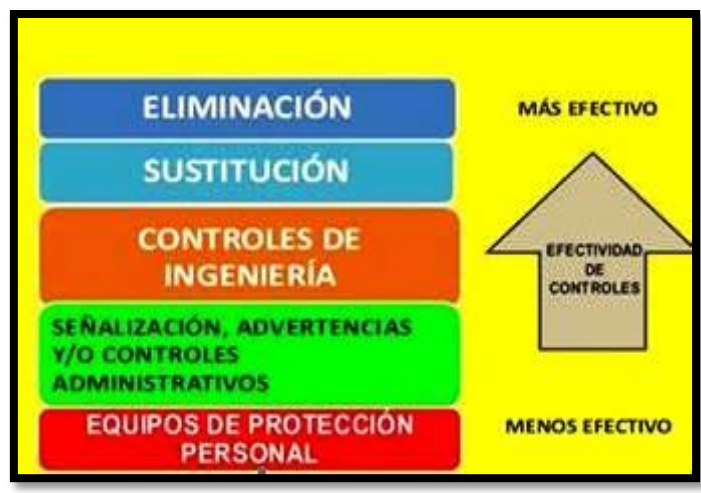 ELIMINACIÓN
SUSTITUCIÓN
CONTROLES DE
INGENIERÍA
SEÑALIZACIÓN, ADVERTENCIAS
Y/O CONTROLES
ADMINISTRATIVOS
EQUIPOS DE PROTECCIÓN
PERSONAL
MÁS EFECTIVO
EFECTIVIDAD
DE
CONTROLES
MENOS EFECTIVO